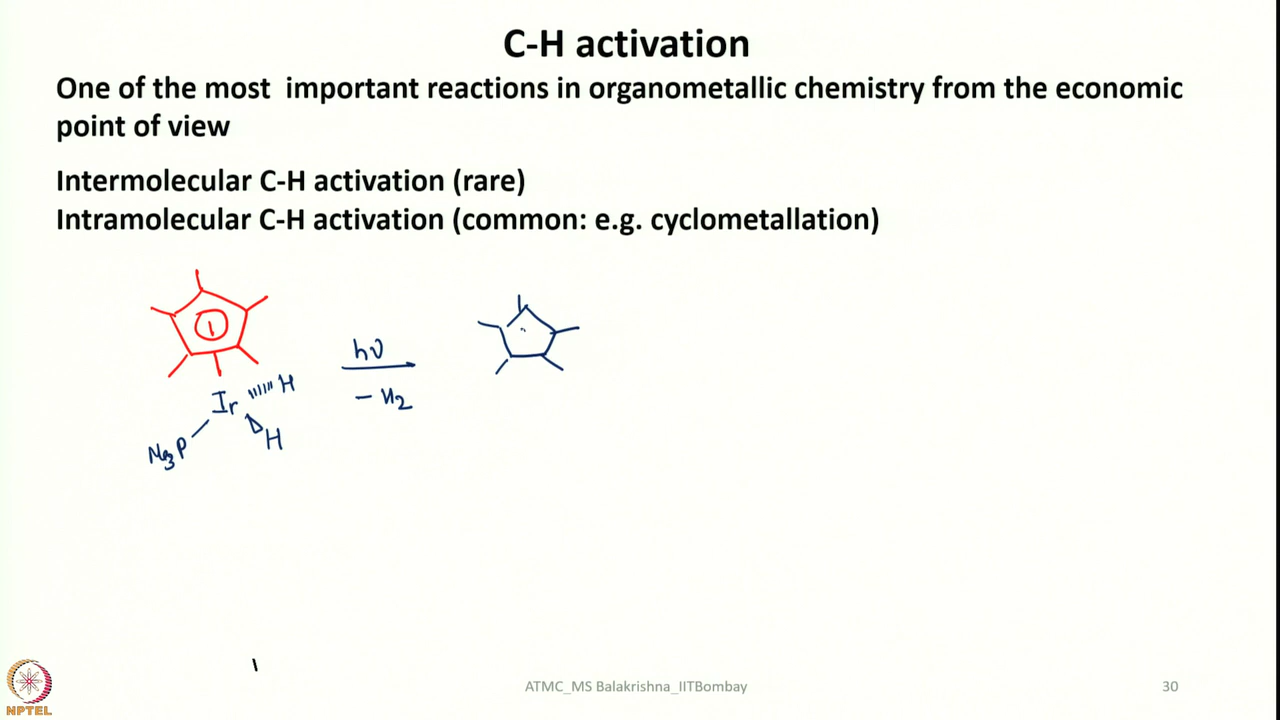 C-H activation
One of the most important reactions in organometallic chemistry from the economic
point of view
Intermolecular C-H activation (rare)
Intramolecular C-H activation (common: e.g. cyclometallation)
hν
- H2
Ir
H
H
Me3P
NPTEL
ATMC_MS Balakrishna_IITBombay
30